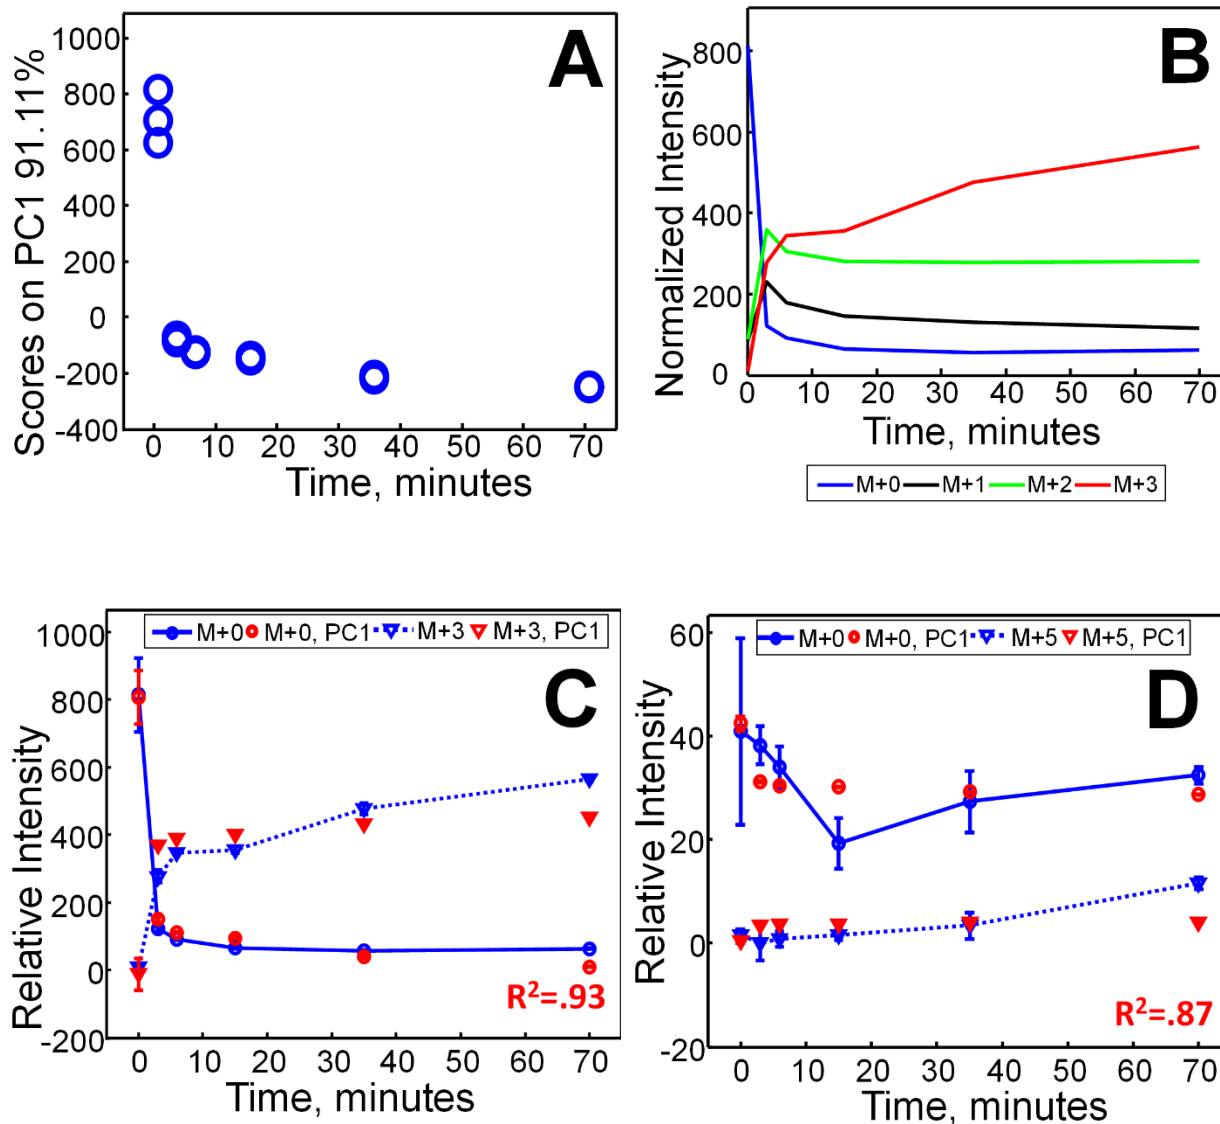 A
Scores on PC1 91.11%
1000
800
600
400
200
0
-200
-400
0 10 20 30 40 50 60 70
Time, minutes
B
Normalized Intensity
800
600
400
200
0
0 10 20 30 40 50 60 70
Time, minutes
M+0 M+1 M+2 M+3
C
M+0 M+0, PC1 M+3 M+3, PC1
Relative Intensity
1000
800
600
400
200
0
-200
R²=.93
0 10 20 30 40 50 60 70
Time, minutes
D
M+0 M+0, PC1 M+5 M+5, PC1
Relative Intensity
60
40
20
0
-20
R²=.87
0 10 20 30 40 50 60 70
Time, minutes